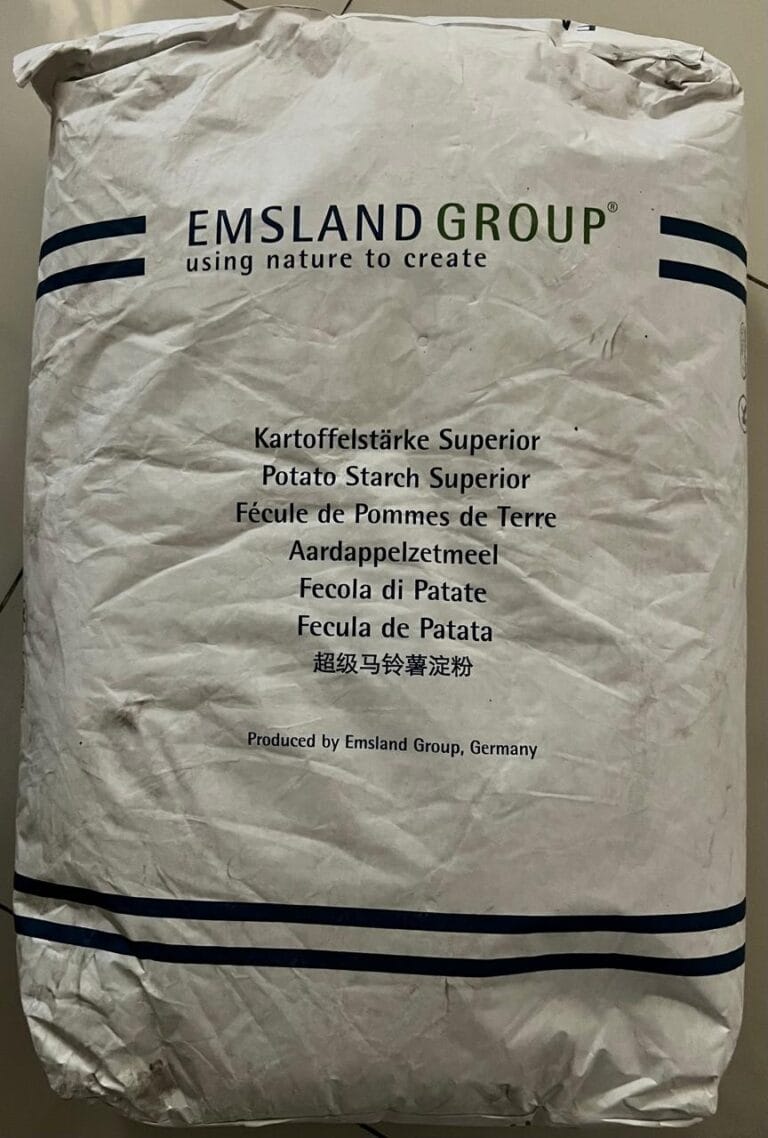 EMSLAND GROUP®
using nature to create
Kartoffelstärke Superior
Potato Starch Superior
Fécule de Pommes de Terre
Aardappelzetmeel
Fecola di Patate
Fecula de Patata
超级马铃薯淀粉
Produced by Emsland Group, Germany